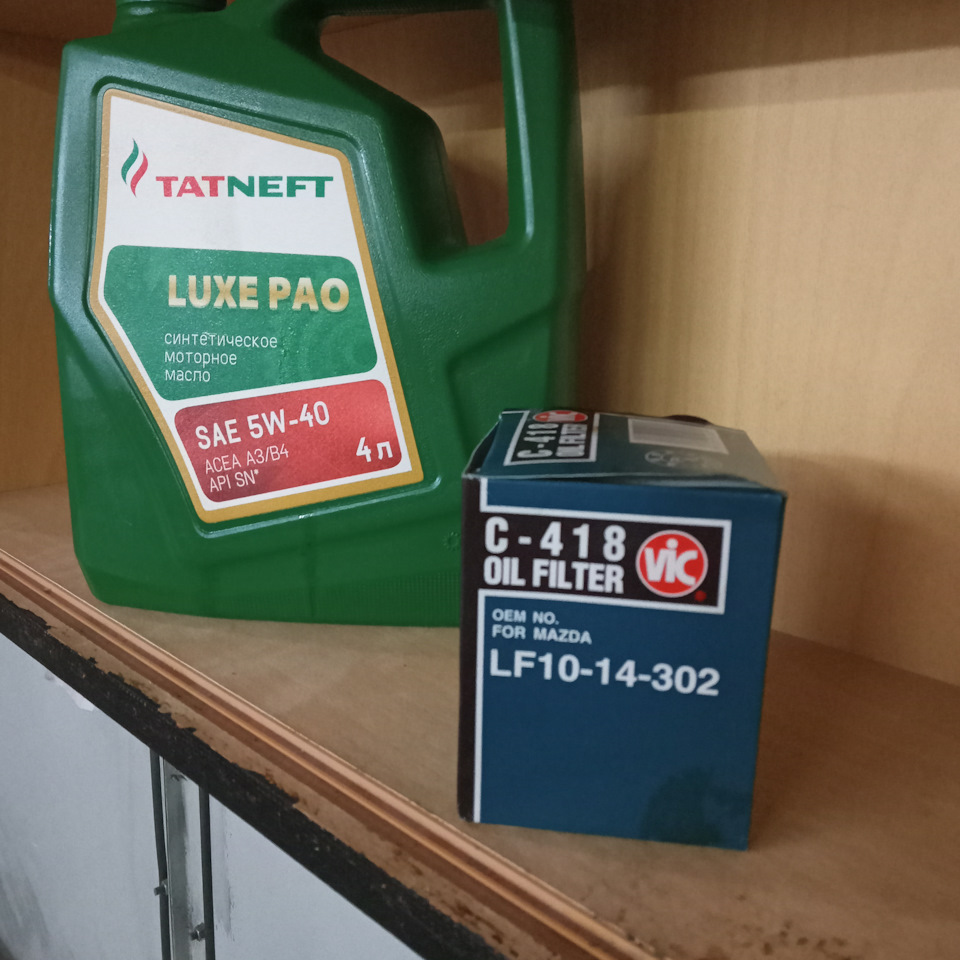 TATNEFT
LUXE PAO
синтетическое
моторное
масло
SAE 5W-40
ACEA A3/B4
API SN*
4 л
C-418
OIL FILTER
VIC
C-418
OIL FILTER
VIC
OEM NO.
FOR MAZDA
LF10-14-302